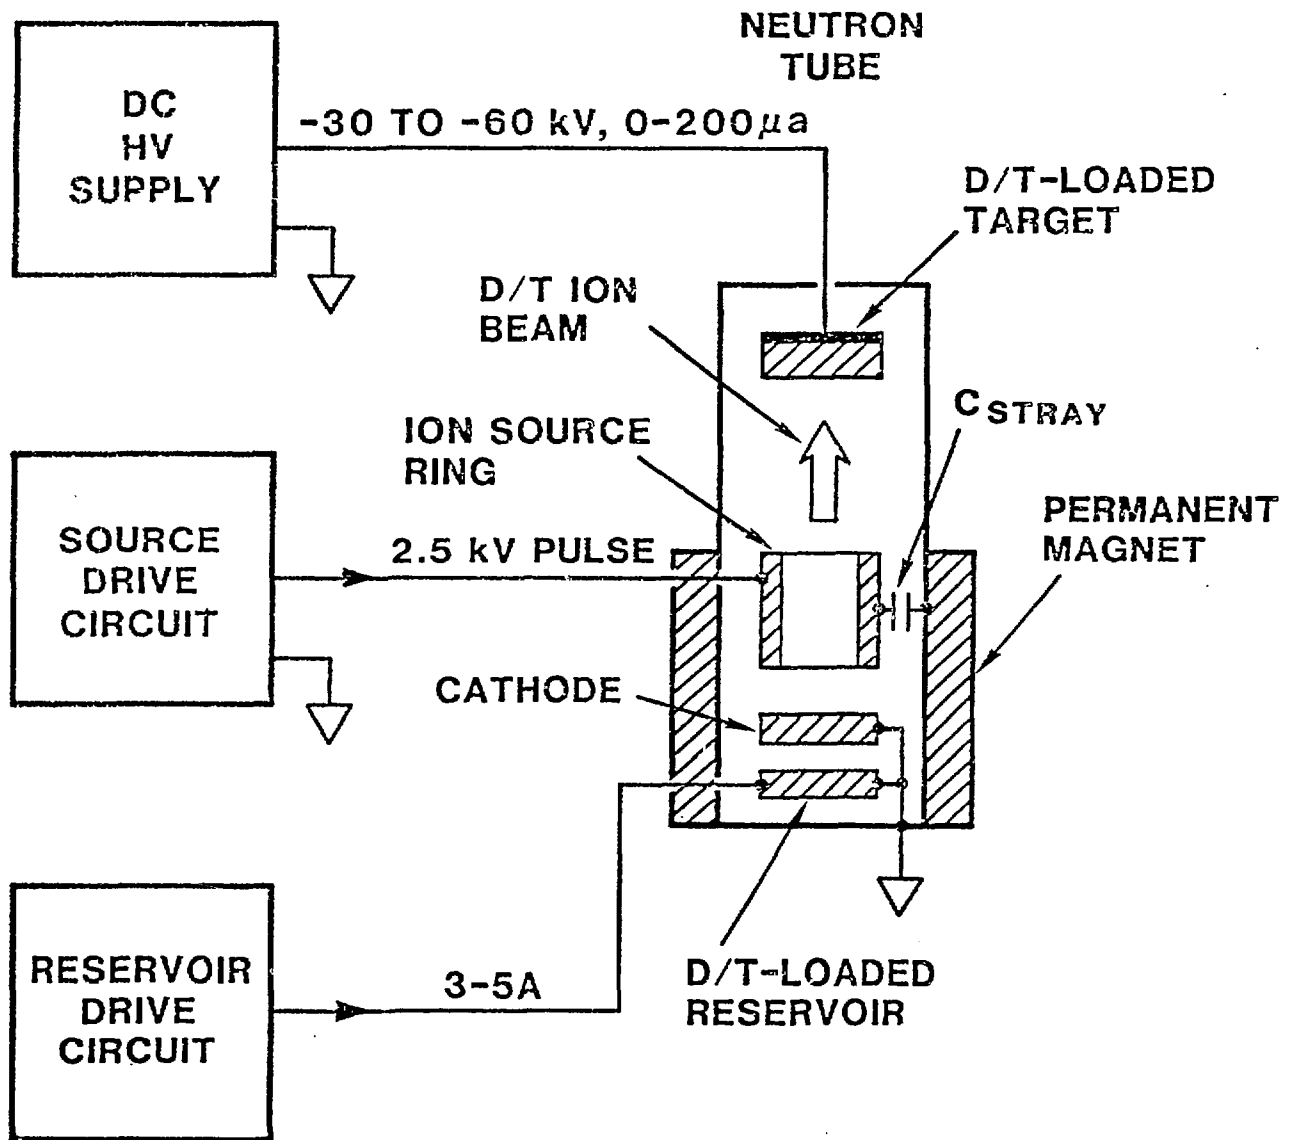 NEUTRON
TUBE
DC
HV
SUPPLY
-30 TO -60 kV, 0-200μa
D/T-LOADED
TARGET
D/T ION
BEAM
CSTRAY
ION SOURCE
RING
PERMANENT
MAGNET
SOURCE
DRIVE
CIRCUIT
2.5 kV PULSE
CATHODE
RESERVOIR
DRIVE
CIRCUIT
3-5A
D/T-LOADED
RESERVOIR